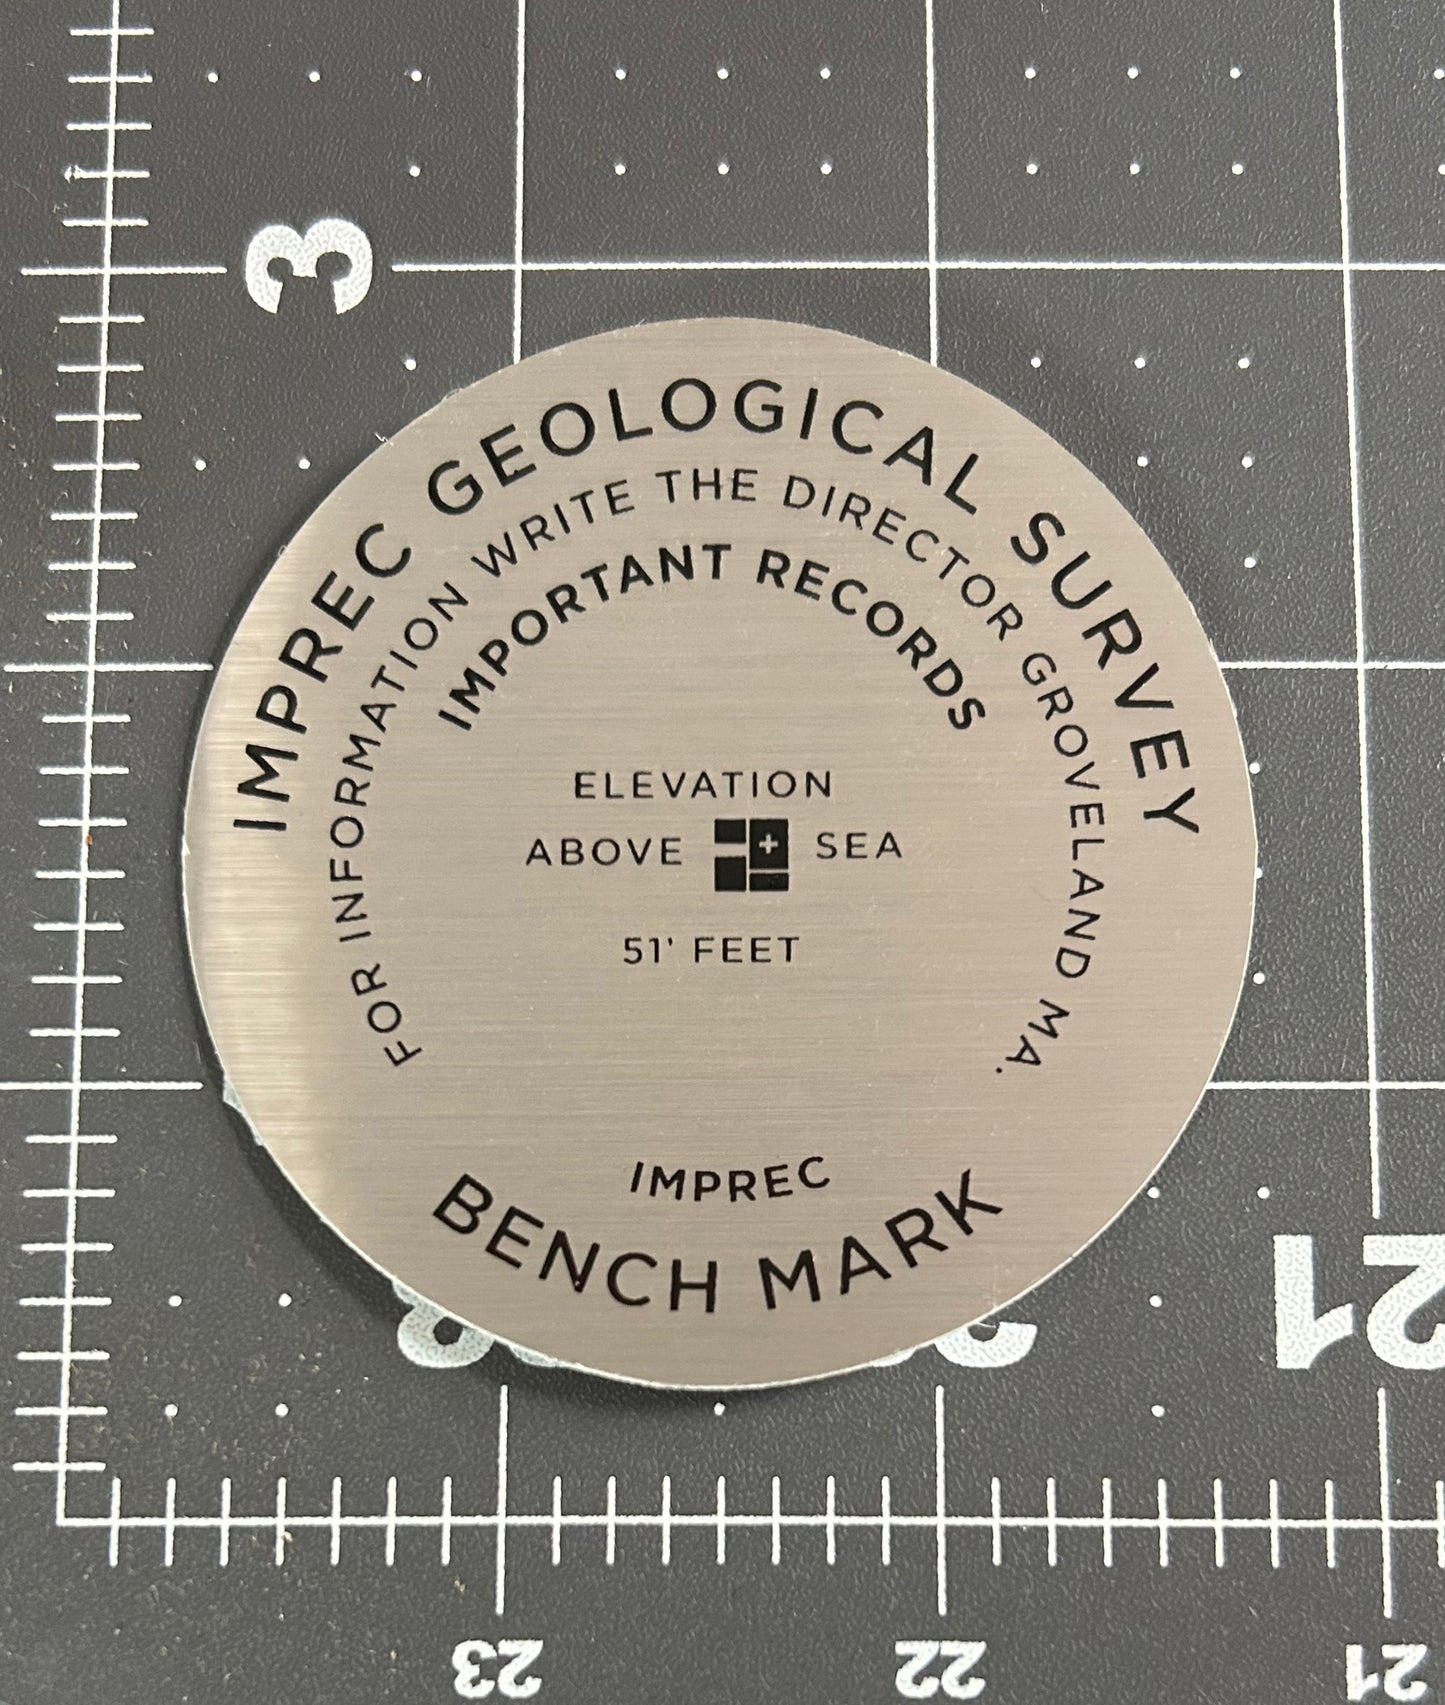 3
IMPREC GEOLOGICAL SURVEY
FOR INFORMATION WRITE THE DIRECTOR GROVELAND MA.
IMPORTANT RECORDS
ELEVATION
ABOVE SEA
51' FEET
IMPREC
BENCH MARK
21
23 22 21